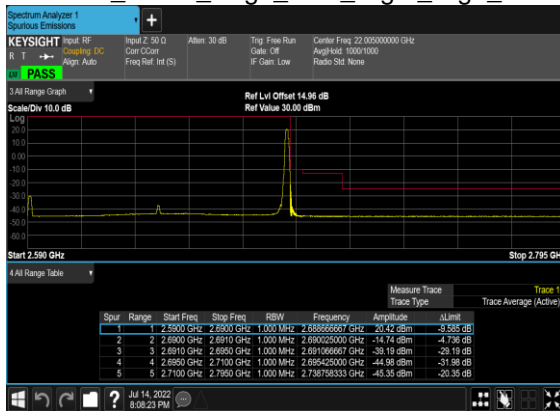 Spectrum Analyzer 1
Spurious Emissions
KEYSIGHT Input: RF Input Z: 50 Ω Atten: 30 dB Trig: Free Run Center Freq: 22.005000000 GHz
R T Coupling: DC Corr CCorr Gate: Off Avg|Hold: 1000/1000
Align: Auto Freq Ref: Int (S) IF Gain: Low Radio Std: None
PASS
3 All Range Graph Ref Lvl Offset 14.96 dB
Scale/Div 10.0 dB Ref Value 30.00 dBm
Log
20.0
10.0
0.00
-10.0
-20.0
-30.0
-40.0
-50.0
-60.0
Start 2.590 GHz Stop 2.795 GH
4 All Range Table
Measure Trace Trace 1
Trace Type Trace Average (Active)
Spur Range Start Freq Stop Freq RBW Frequency Amplitude ΔLimit
1 1 2.5900 GHz 2.6900 GHz 1.000 MHz 2.688666667 GHz 20.42 dBm -9.585 dB
2 2 2.6900 GHz 2.6910 GHz 1.000 MHz 2.690025000 GHz -14.74 dBm -4.736 dB
3 3 2.6910 GHz 2.6950 GHz 1.000 MHz 2.691066667 GHz -39.19 dBm -29.19 dB
4 4 2.6950 GHz 2.7100 GHz 1.000 MHz 2.695425000 GHz -44.98 dBm -31.98 dB
5 5 2.7100 GHz 2.7950 GHz 1.000 MHz 2.738758333 GHz -45.35 dBm -20.35 dB
Jul 14, 2022
8:08:23 PM